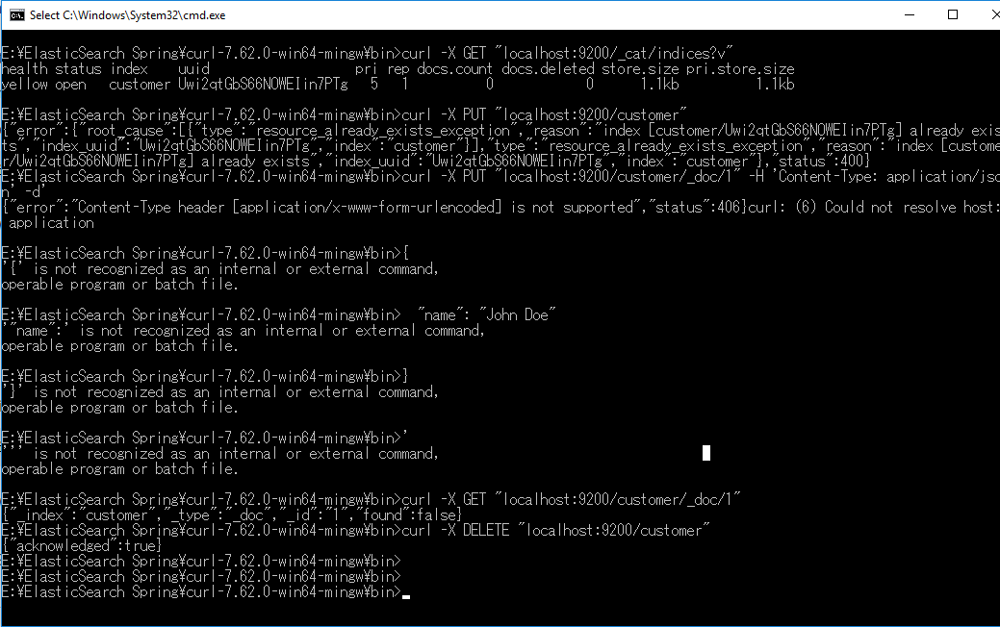 Select C:\Windows\System32\cmd.exe
E:¥ElasticSearch Spring¥curl-7.62.0-win64-mingw¥bin>curl -X GET "localhost:9200/_cat/indices?v"
health status index    uuid                   pri rep docs.count docs.deleted store.size pri.store.size
yellow open   customer Uwi2qtGbS66NOWEIin7PTg   5   1          0            0      1.1kb          1.1kb
E:¥ElasticSearch Spring¥curl-7.62.0-win64-mingw¥bin>curl -X PUT "localhost:9200/customer"
{"error":{"root_cause":[{"type":"resource_already_exists_exception","reason":"index [customer/Uwi2qtGbS66NOWEIin7PTg] already exis
ts","index_uuid":"Uwi2qtGbS66NOWEIin7PTg","index":"customer"}],"type":"resource_already_exists_exception","reason":"index [custome
r/Uwi2qtGbS66NOWEIin7PTg] already exists","index_uuid":"Uwi2qtGbS66NOWEIin7PTg","index":"customer"},"status":400}
E:¥ElasticSearch Spring¥curl-7.62.0-win64-mingw¥bin>curl -X PUT "localhost:9200/customer/_doc/1" -H 'Content-Type: application/jso
n' -d'
{"error":"Content-Type header [application/x-www-form-urlencoded] is not supported","status":406}curl: (6) Could not resolve host:
 application
E:¥ElasticSearch Spring¥curl-7.62.0-win64-mingw¥bin>{
'{' is not recognized as an internal or external command,
operable program or batch file.
E:¥ElasticSearch Spring¥curl-7.62.0-win64-mingw¥bin>  "name": "John Doe"
'"name":' is not recognized as an internal or external command,
operable program or batch file.
E:¥ElasticSearch Spring¥curl-7.62.0-win64-mingw¥bin>}
'}' is not recognized as an internal or external command,
operable program or batch file.
E:¥ElasticSearch Spring¥curl-7.62.0-win64-mingw¥bin>'
''' is not recognized as an internal or external command,
operable program or batch file.
E:¥ElasticSearch Spring¥curl-7.62.0-win64-mingw¥bin>curl -X GET "localhost:9200/customer/_doc/1"
{"_index":"customer","_type":"_doc","_id":"1","found":false}
E:¥ElasticSearch Spring¥curl-7.62.0-win64-mingw¥bin>curl -X DELETE "localhost:9200/customer"
{"acknowledged":true}
E:¥ElasticSearch Spring¥curl-7.62.0-win64-mingw¥bin>
E:¥ElasticSearch Spring¥curl-7.62.0-win64-mingw¥bin>
E:¥ElasticSearch Spring¥curl-7.62.0-win64-mingw¥bin>